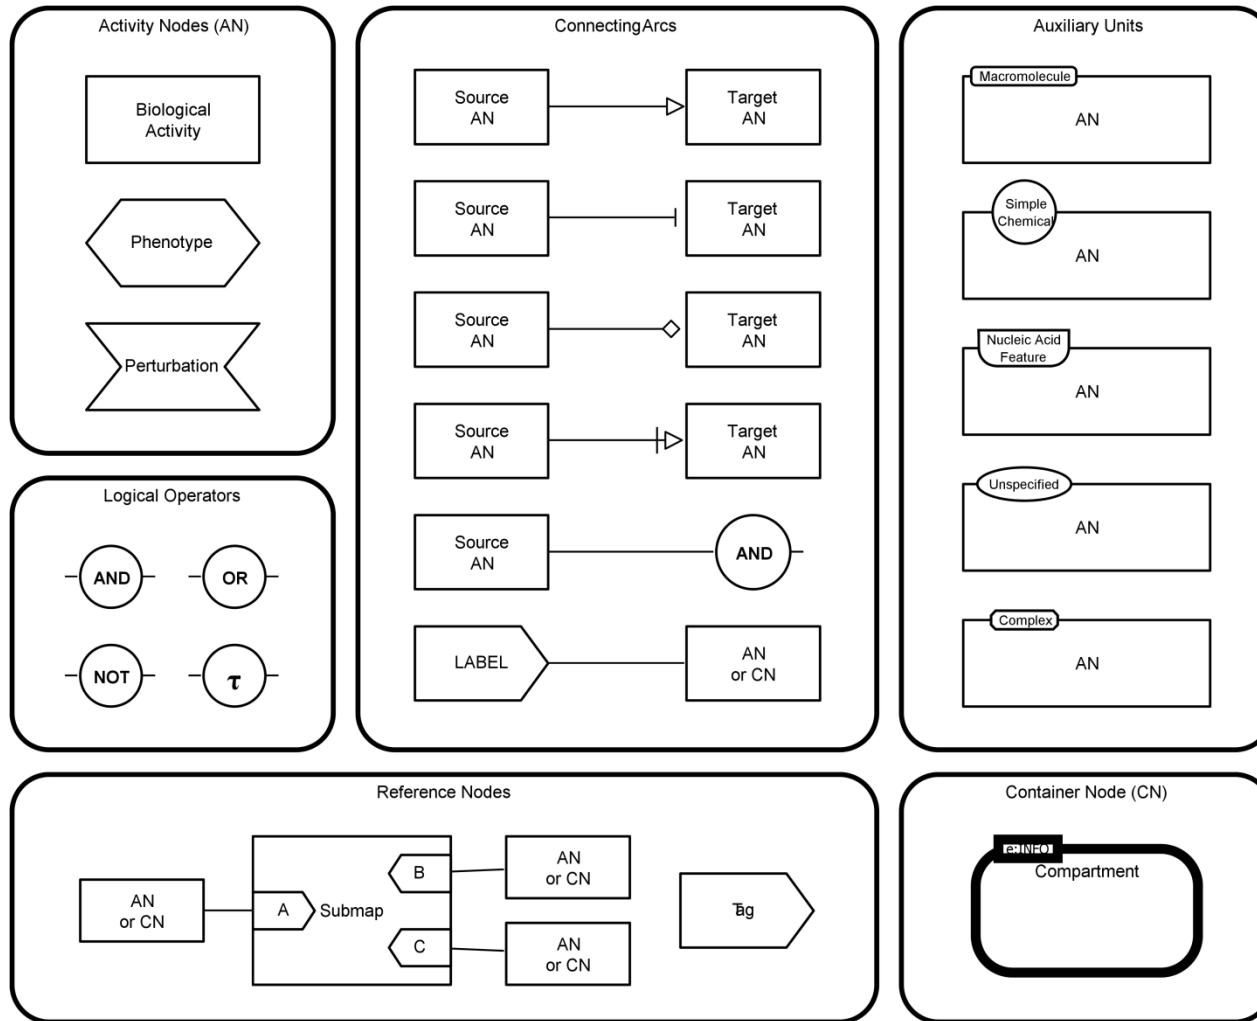 Activity Nodes (AN)
Biological
Activity
Phenotype
Perturbation
Logical Operators
AND
OR
NOT
τ
ConnectingArcs
Source
AN
Target
AN
Source
AN
Target
AN
Source
AN
Target
AN
Source
AN
Target
AN
Source
AN
AND
LABEL
AN
or CN
Auxiliary Units
Macromolecule
AN
Simple
Chemical
AN
Nucleic Acid
Feature
AN
Unspecified
AN
Complex
AN
Reference Nodes
AN
or CN
A
Submap
B
C
AN
or CN
AN
or CN
Tag
Container Node (CN)
e:INFO
Compartment